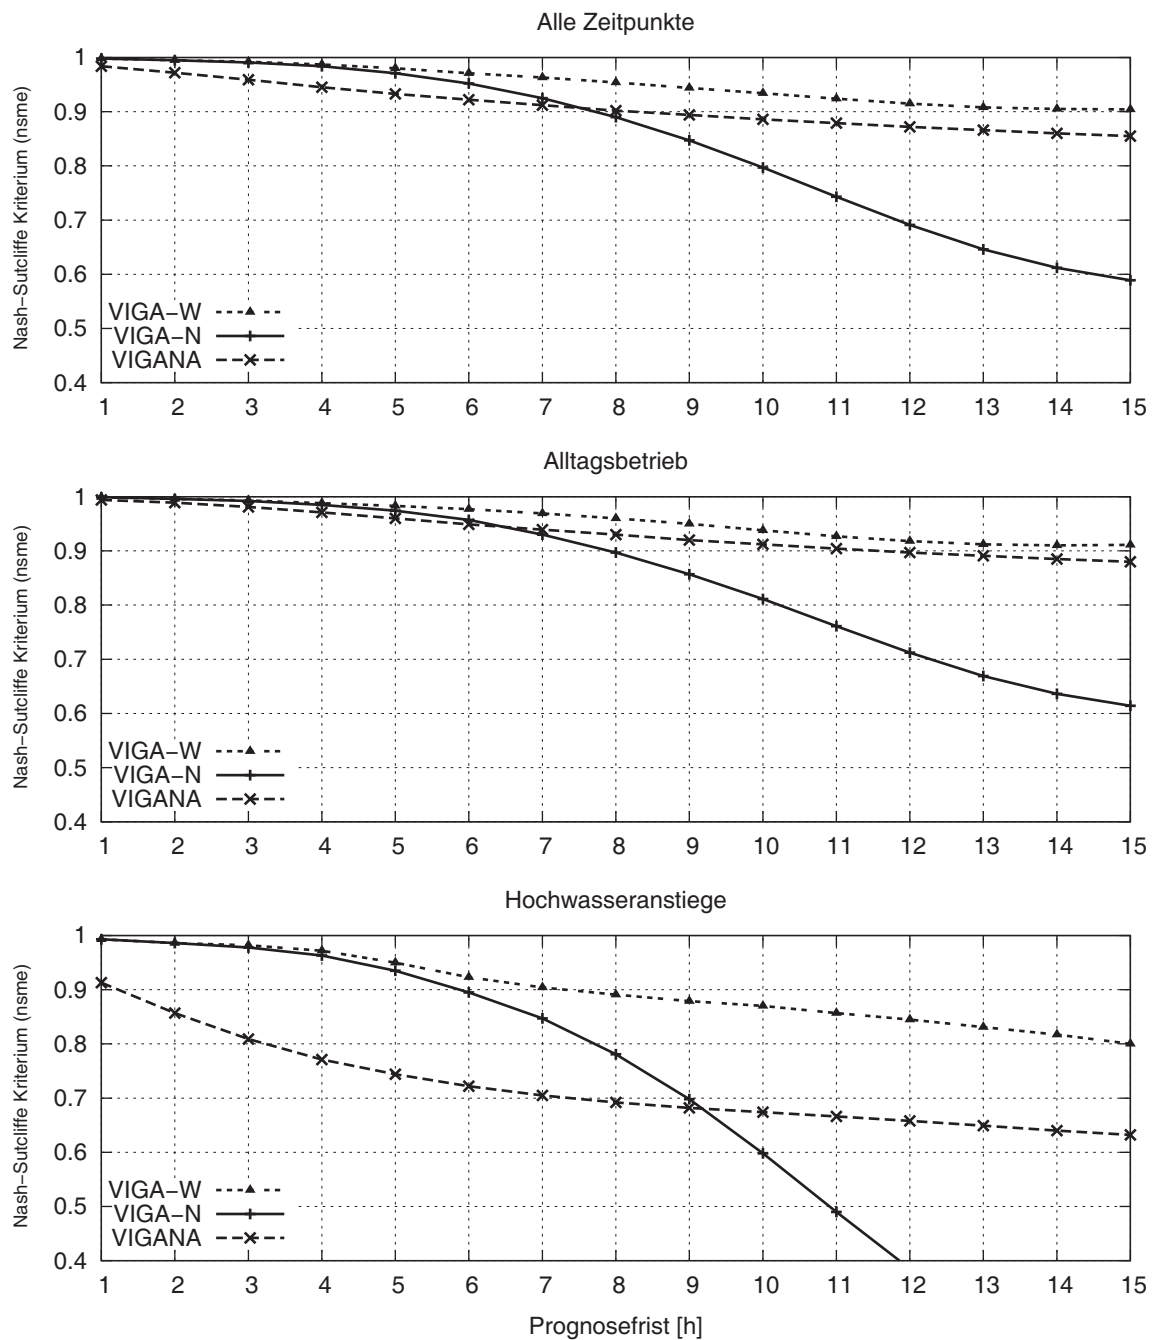 Alle Zeitpunkte
Nash−Sutcliffe Kriterium (nsme)
1
0.9
0.8
0.7
0.6
0.5
0.4
VIGA−W
VIGA−N
VIGANA
1 2 3 4 5 6 7 8 9 10 11 12 13 14 15
Alltagsbetrieb
Nash−Sutcliffe Kriterium (nsme)
1
0.9
0.8
0.7
0.6
0.5
0.4
VIGA−W
VIGA−N
VIGANA
1 2 3 4 5 6 7 8 9 10 11 12 13 14 15
Hochwasseranstiege
Nash−Sutcliffe Kriterium (nsme)
1
0.9
0.8
0.7
0.6
0.5
0.4
VIGA−W
VIGA−N
VIGANA
1 2 3 4 5 6 7 8 9 10 11 12 13 14 15
Prognosefrist [h]